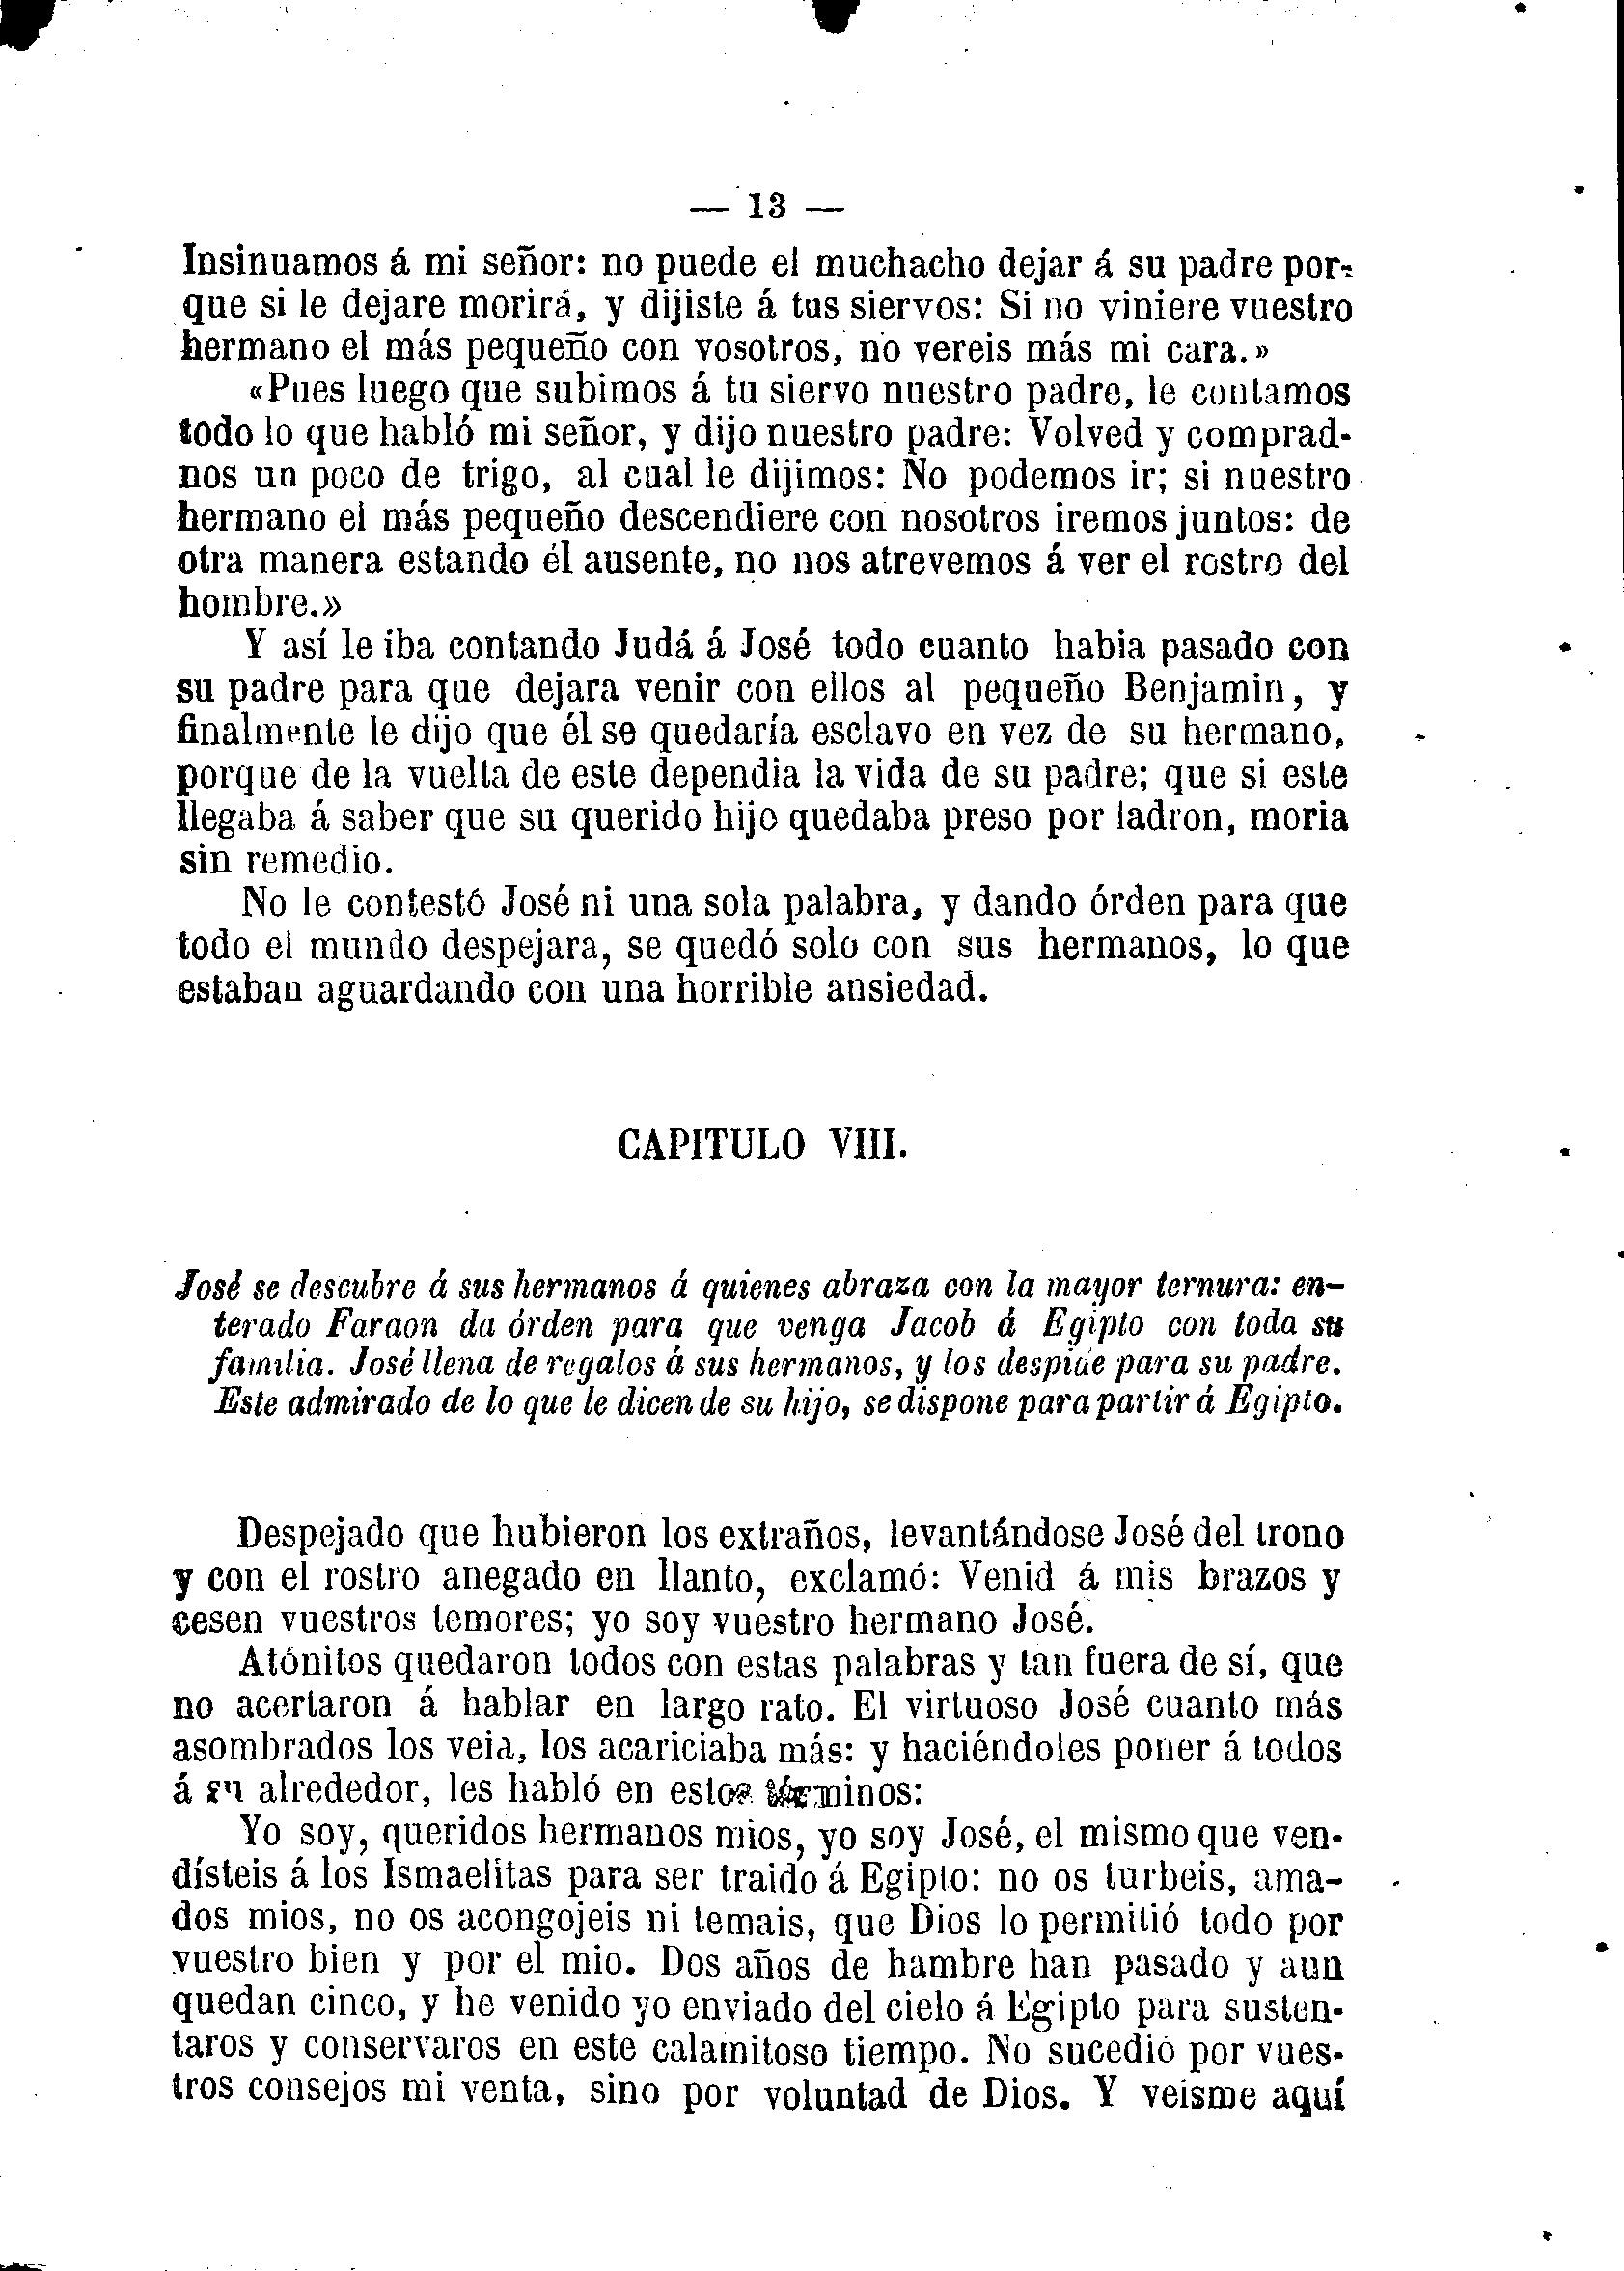 — 13 —
Insinuamos á mi señor: no puede el muchacho dejar á su padre por-
que si le dejare morirá, y dijiste á tus siervos: Si no viniere vuestro
hermano el más pequeño con vosotros, no vereis más mi cara.»
«Pues luego que subimos á tu siervo nuestro padre, le contamos
todo lo que habló mi señor, y dijo nuestro padre: Volved y comprad-
nos un poco de trigo, al cual le dijimos: No podemos ir; si nuestro
hermano el más pequeño descendiere con nosotros iremos juntos: de
otra manera estando él ausente, no nos atrevemos á ver el rostro del
hombre.»
Y así le iba contando Judá á José todo cuanto habia pasado con
su padre para que dejara venir con ellos al pequeño Benjamin, y
finalmente le dijo que él se quedaría esclavo en vez de su hermano,
porque de la vuelta de este dependia la vida de su padre; que si este
llegaba á saber que su querido hijo quedaba preso por ladron, moria
sin remedio.
No le contestó José ni una sola palabra, y dando órden para que
todo el mundo despejara, se quedó solo con sus hermanos, lo que
estaban aguardando con una horrible ansiedad.
CAPITULO VIII.
José se descubre á sus hermanos á quienes abraza con la mayor ternura: en-
terado Faraon da órden para que venga Jacob á Egipto con toda su
familia. José llena de regalos á sus hermanos, y los despide para su padre.
Este admirado de lo que le dicen de su hijo, se dispone para partir á Egipto.
Despejado que hubieron los extraños, levantándose José del trono
y con el rostro anegado en llanto, exclamó: Venid á mis brazos y
cesen vuestros temores; yo soy vuestro hermano José.
Atónitos quedaron todos con estas palabras y tan fuera de sí, que
no acertaron á hablar en largo rato. El virtuoso José cuanto más
asombrados los veia, los acariciaba más: y haciéndoles poner á todos
á su alrededor, les habló en estos términos:
Yo soy, queridos hermanos mios, yo soy José, el mismo que ven-
dísteis á los Ismaelitas para ser traido á Egipto: no os turbeis, ama-
dos mios, no os acongojeis ni temais, que Dios lo permitió todo por
vuestro bien y por el mio. Dos años de hambre han pasado y aun
quedan cinco, y he venido yo enviado del cielo á Egipto para susten-
taros y conservaros en este calamitoso tiempo. No sucedió por vues-
tros consejos mi venta, sino por voluntad de Dios. Y veisme aquí